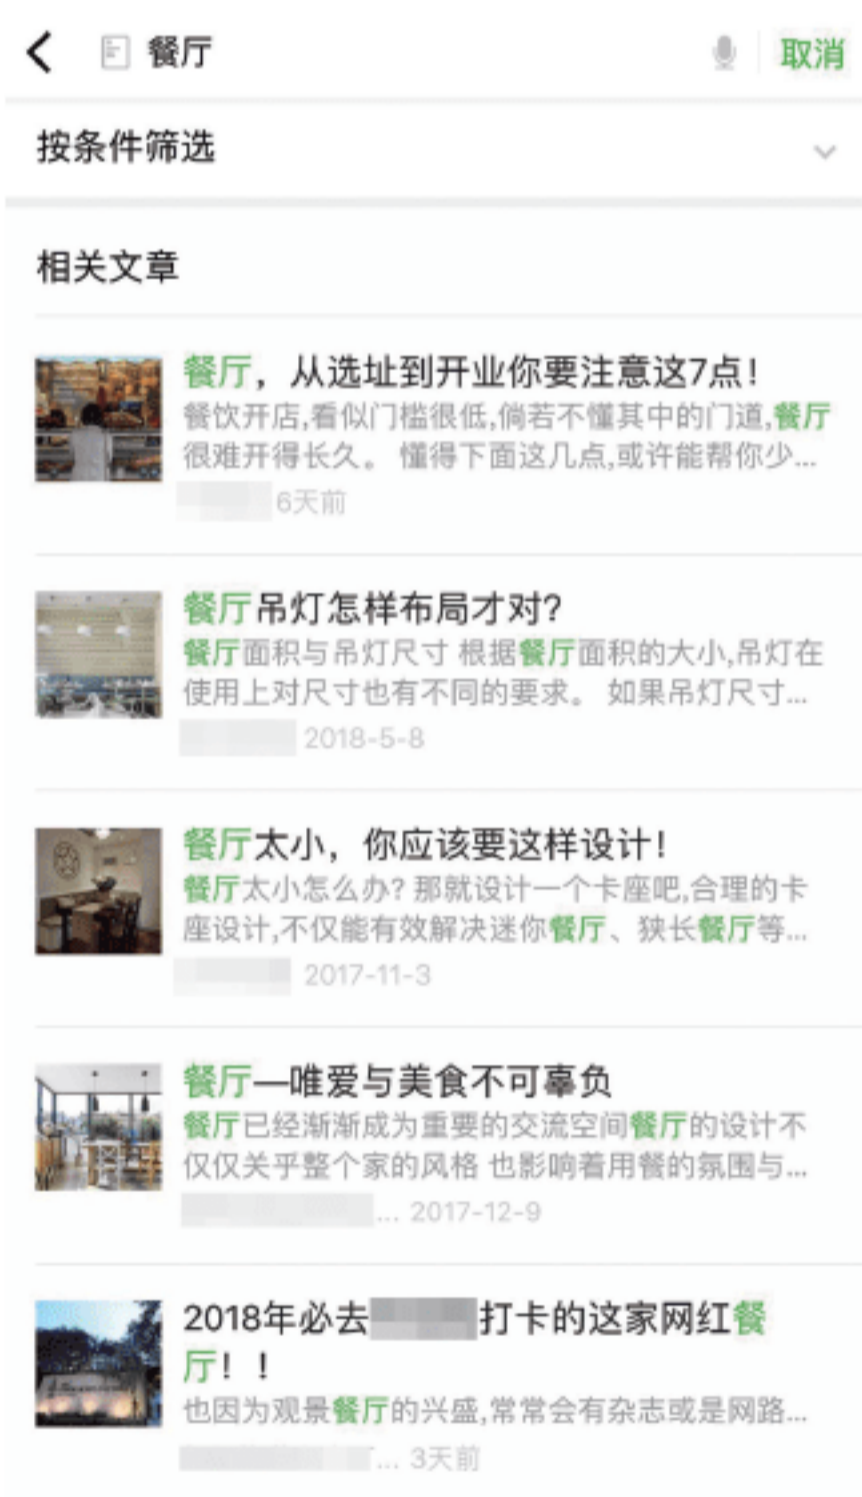 餐厅
取消
按条件筛选
相关文章
餐厅，从选址到开业你要注意这7点！
餐饮开店,看似门槛很低,倘若不懂其中的门道,餐厅
很难开得长久。 懂得下面这几点,或许能帮你少...
6天前
餐厅吊灯怎样布局才对？
餐厅面积与吊灯尺寸 根据餐厅面积的大小,吊灯在
使用上对尺寸也有不同的要求。 如果吊灯尺寸...
2018-5-8
餐厅太小，你应该要这样设计！
餐厅太小怎么办? 那就设计一个卡座吧,合理的卡
座设计,不仅能有效解决迷你餐厅、狭长餐厅等...
2017-11-3
餐厅—唯爱与美食不可辜负
餐厅已经渐渐成为重要的交流空间餐厅的设计不
仅仅关乎整个家的风格 也影响着用餐的氛围与...
... 2017-12-9
2018年必去打卡的这家网红餐
厅！！
也因为观景餐厅的兴盛,常常会有杂志或是网路...
... 3天前